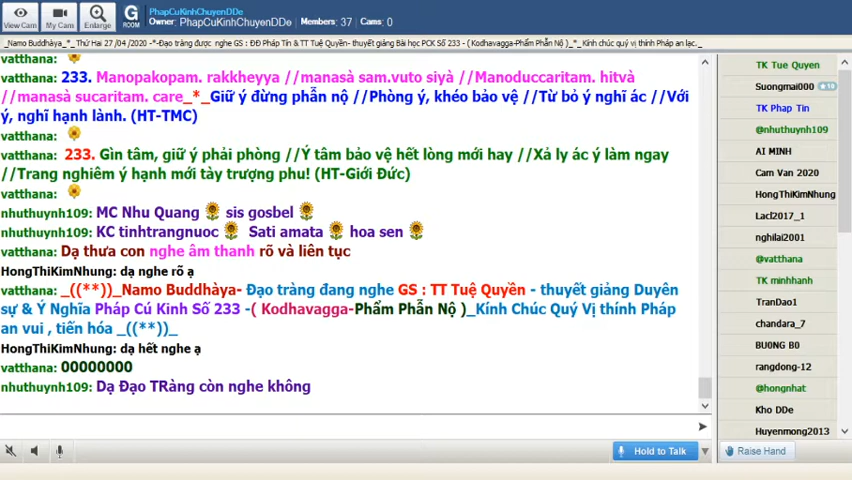 PhapCuKinhChuyenDDe
Owner: PhapCuKinhChuyenDDe Members: 37 Cams: 0
View Cam
My Cam
Enlarge
G
ROOM
_Namo Buddhàya_*_ Thứ Hai 27 /04 /2020 -*-Đạo tràng được nghe GS : ĐĐ Pháp Tín & TT Tuệ Quyền- thuyết giảng Bài học PCK Số 233 - ( Kodhavagga-Phẩm Phẫn Nộ )_*_ Kính chúc quý vị thính Pháp an lạc._
vatthana:
vatthana: 233. Manopakopam. rakkheyya //manasà sam.vuto siyà //Manoduccaritam. hitvà
//manasà sucaritam. care_*_Giữ ý đừng phẫn nộ //Phòng ý, khéo bảo vệ //Từ bỏ ý nghĩ ác //Với
ý, nghĩ hạnh lành. (HT-TMC)
vatthana:
vatthana: 233. Gìn tâm, giữ ý phải phòng //Ý tâm bảo vệ hết lòng mới hay //Xả ly ác ý làm ngay
//Trang nghiêm ý hạnh mới tày trượng phu! (HT-Giới Đức)
vatthana:
nhuthuynh109: MC Nhu Quang sis gosbel
nhuthuynh109: KC tinhtrangnuoc Sati amata hoa sen
vatthana: Dạ thưa con nghe âm thanh rõ và liên tục
HongThiKimNhung: dạ nghe rõ ạ
vatthana: _((**))_Namo Buddhàya- Đạo tràng đang nghe GS : TT Tuệ Quyền - thuyết giảng Duyên
sự & Ý Nghĩa Pháp Cú Kinh Số 233 -( Kodhavagga-Phẩm Phẫn Nộ )_Kính Chúc Quý Vị thính Pháp
an vui , tiến hóa _((**))_
HongThiKimNhung: dạ hết nghe ạ
vatthana: 00000000
nhuthuynh109: Dạ Đạo TRàng còn nghe không
Hold to Talk
TK Tue Quyen
Suongmai000 10
TK Phap Tin
@nhuthuynh109
AI MINH
Cam Van 2020
HongThiKimNhung
Lacl2017_1
nghilai2001
@vatthana
TK minhhanh
TranDao1
chandara_7
BU0NG B0
rangdong-12
@hongnhat
Kho DDe
Huyenmong2013
Raise Hand